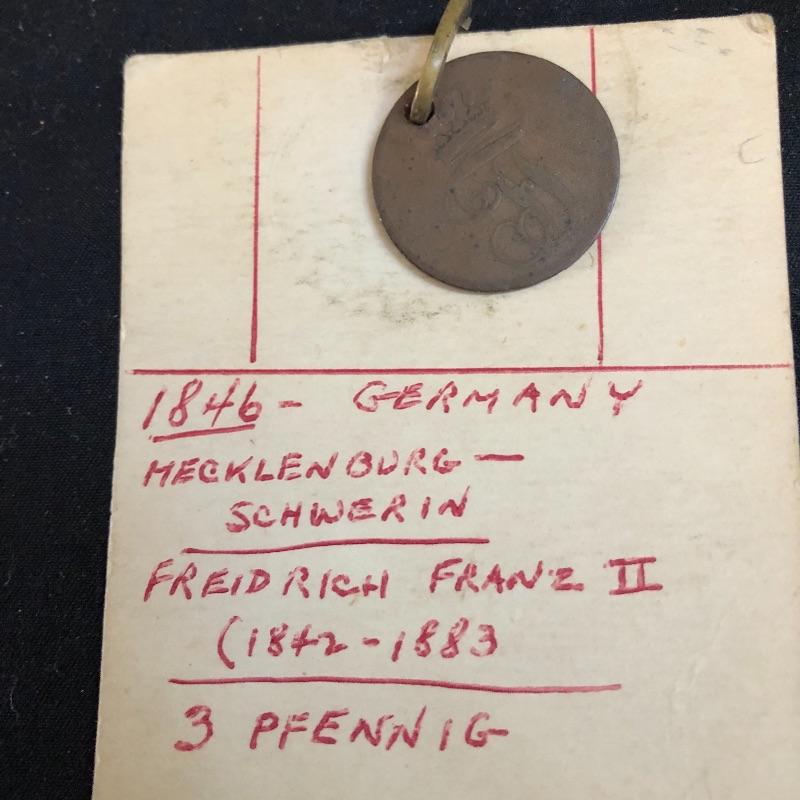 1846 - GERMANY
MECKLENBURG -
SCHWERIN
FREIDRICH FRANZ II
(1842 - 1883
3 PFENNIG